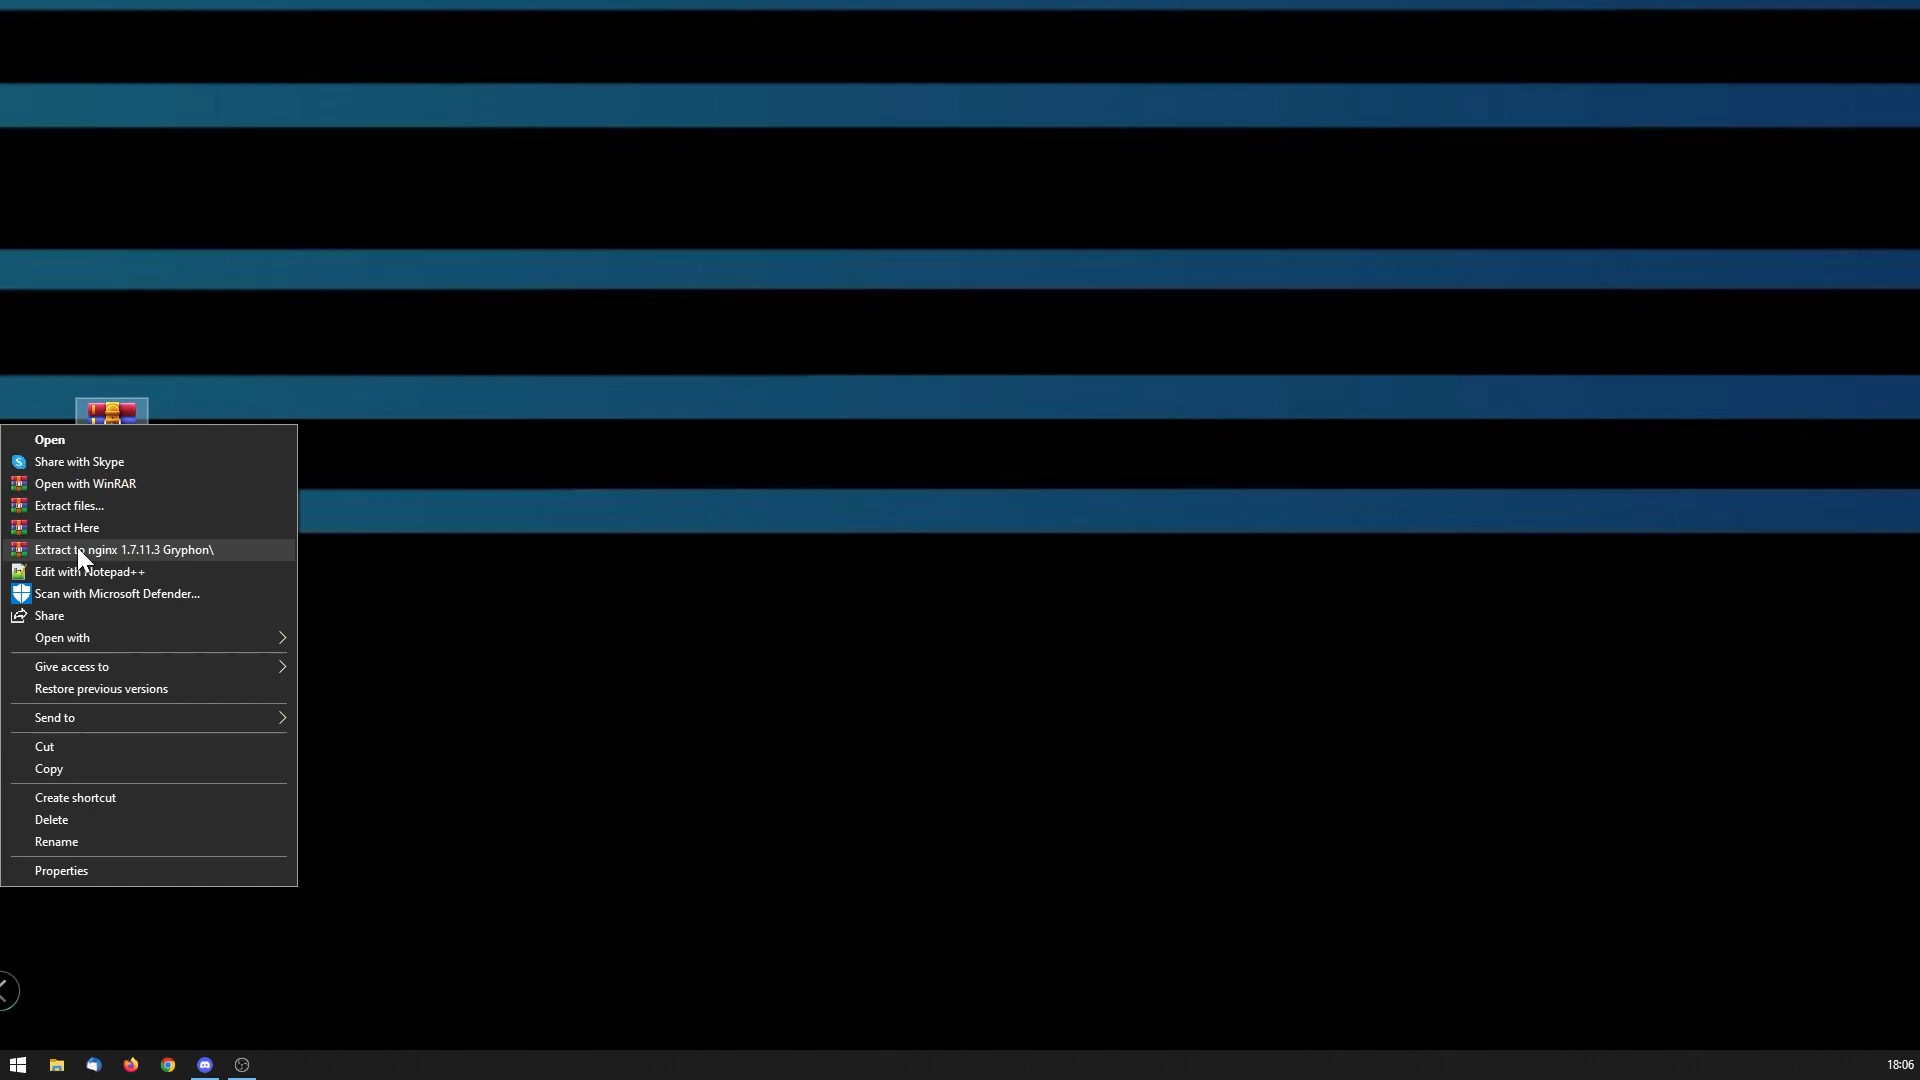 Open
Share with Skype
Open with WinRAR
Extract files...
Extract Here
Extract to nginx 1.7.11.3 Gryphon\
Edit with Notepad++
Scan with Microsoft Defender...
Share
Open with
Give access to
Restore previous versions
Send to
Cut
Copy
Create shortcut
Delete
Rename
Properties
18:06